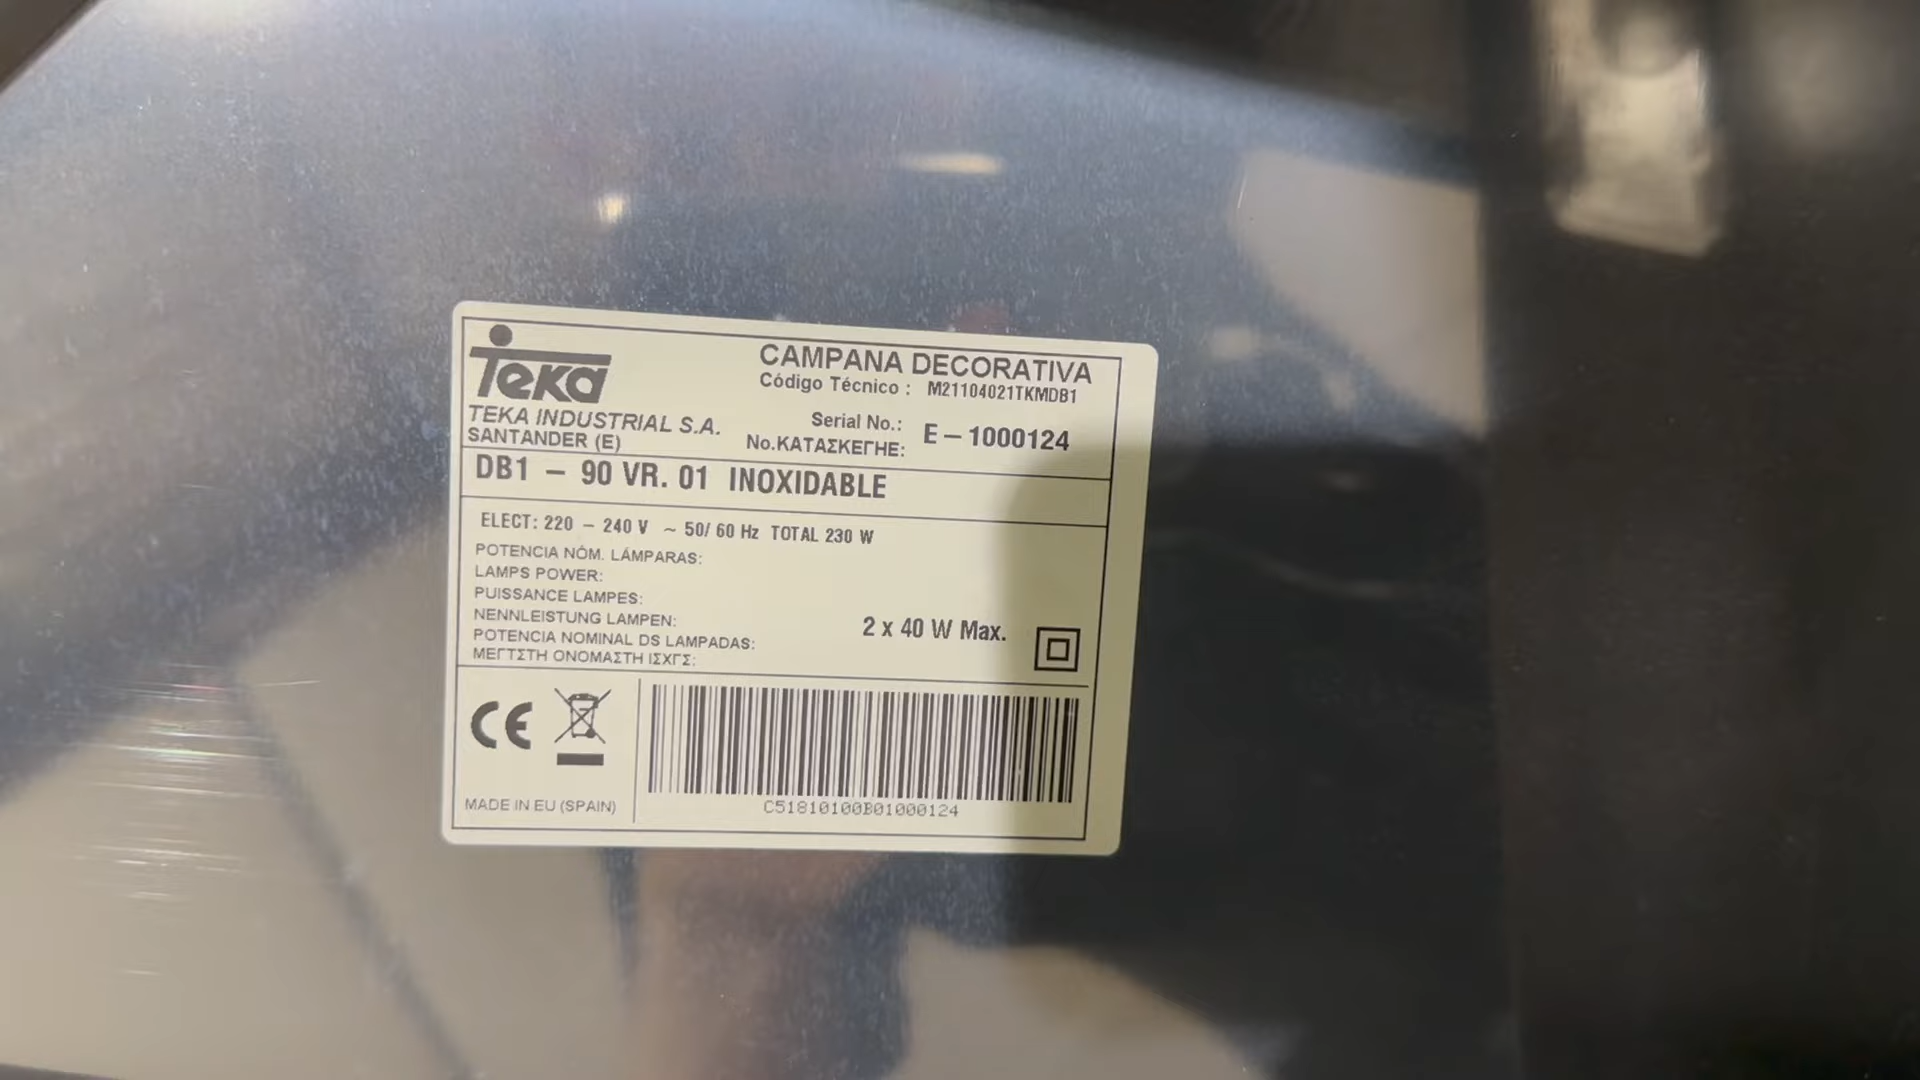 Teka
CAMPANA DECORATIVA
Código Técnico : M21104021TKMDB1
TEKA INDUSTRIAL S.A.
SANTANDER (E)
Serial No.:
No.ΚΑΤΑΣΚΕΓΗΕ:
E – 1000124
DB1 – 90 VR. 01 INOXIDABLE
ELECT: 220 – 240 V ~ 50/ 60 Hz TOTAL 230 W
POTENCIA NÓM. LÁMPARAS:
LAMPS POWER:
PUISSANCE LAMPES:
NENNLEISTUNG LAMPEN:
POTENCIA NOMINAL DS LAMPADAS:
ΜΕΓΤΣΤΗ ΟΝΟΜΑΣΤΗ ΙΣΧΓΣ:
2 x 40 W Max.
CE
MADE IN EU (SPAIN)
C51810100B01000124